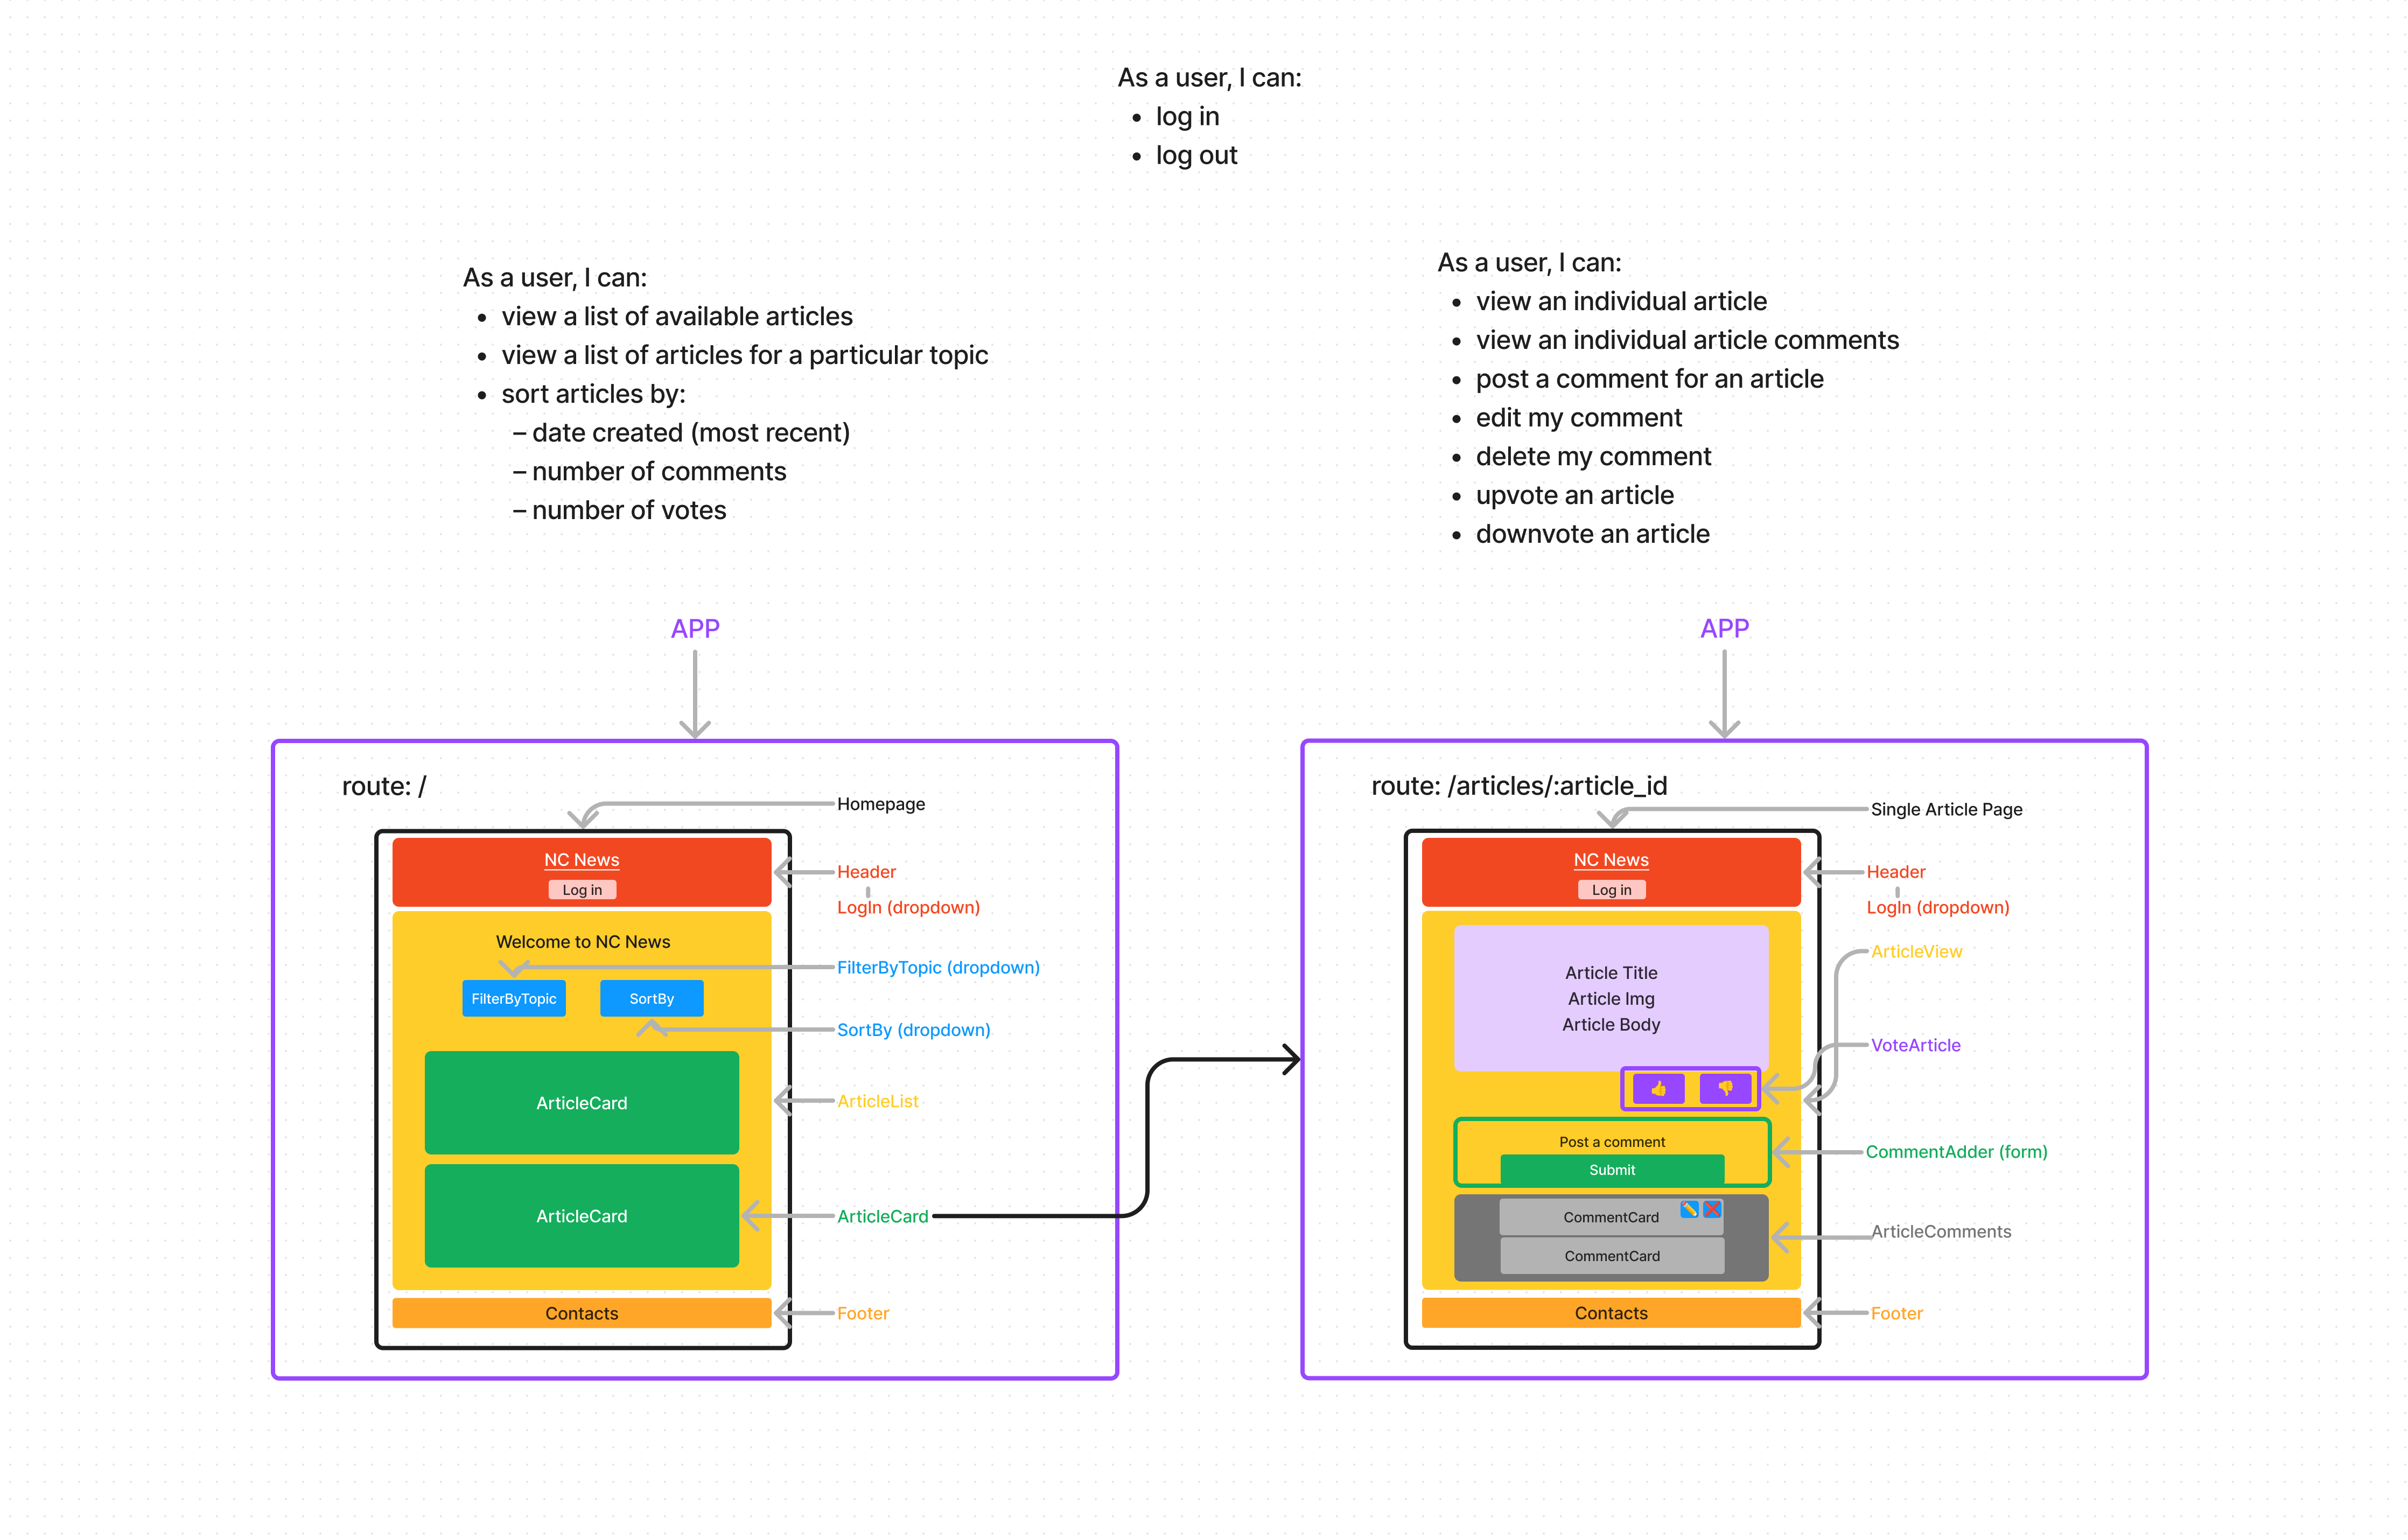 As a user, I can:
• log in
• log out
As a user, I can:
• view a list of available articles
• view a list of articles for a particular topic
• sort articles by:
– date created (most recent)
– number of comments
– number of votes
As a user, I can:
• view an individual article
• view an individual article comments
• post a comment for an article
• edit my comment
• delete my comment
• upvote an article
• downvote an article
APP
route: /
Homepage
NC News
Log in
Header
LogIn (dropdown)
Welcome to NC News
FilterByTopic (dropdown)
FilterByTopic
SortBy
SortBy (dropdown)
ArticleCard
ArticleList
ArticleCard
ArticleCard
Contacts
Footer
APP
route: /articles/:article_id
Single Article Page
NC News
Log in
Header
LogIn (dropdown)
ArticleView
Article Title
Article Img
Article Body
VoteArticle
Post a comment
Submit
CommentAdder (form)
CommentCard
CommentCard
ArticleComments
Contacts
Footer